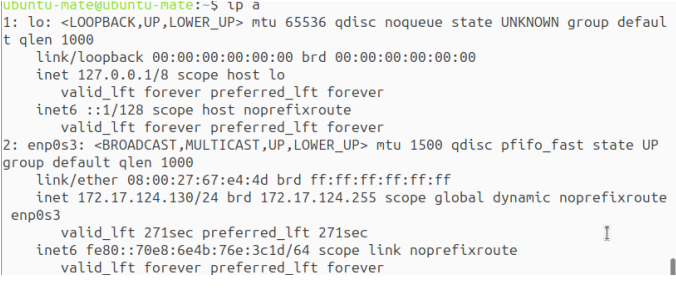 ubuntu-mate@ubuntu-mate:~$ ip a
1: lo: <LOOPBACK,UP,LOWER_UP> mtu 65536 qdisc noqueue state UNKNOWN group defaul
t qlen 1000
    link/loopback 00:00:00:00:00:00 brd 00:00:00:00:00:00
    inet 127.0.0.1/8 scope host lo
       valid_lft forever preferred_lft forever
    inet6 ::1/128 scope host noprefixroute
       valid_lft forever preferred_lft forever
2: enp0s3: <BROADCAST,MULTICAST,UP,LOWER_UP> mtu 1500 qdisc pfifo_fast state UP
group default qlen 1000
    link/ether 08:00:27:67:e4:4d brd ff:ff:ff:ff:ff:ff
    inet 172.17.124.130/24 brd 172.17.124.255 scope global dynamic noprefixroute
 enp0s3
       valid_lft 271sec preferred_lft 271sec
    inet6 fe80::70e8:6e4b:76e:3c1d/64 scope link noprefixroute
       valid_lft forever preferred_lft forever